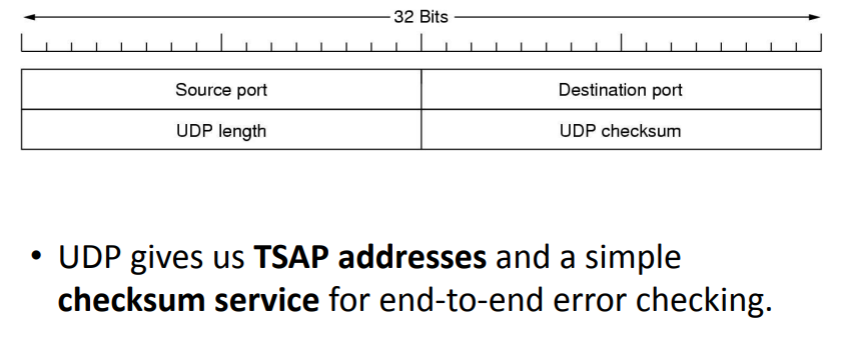 32 Bits
Source port Destination port
UDP length UDP checksum
• UDP gives us TSAP addresses and a simple
checksum service for end-to-end error checking.